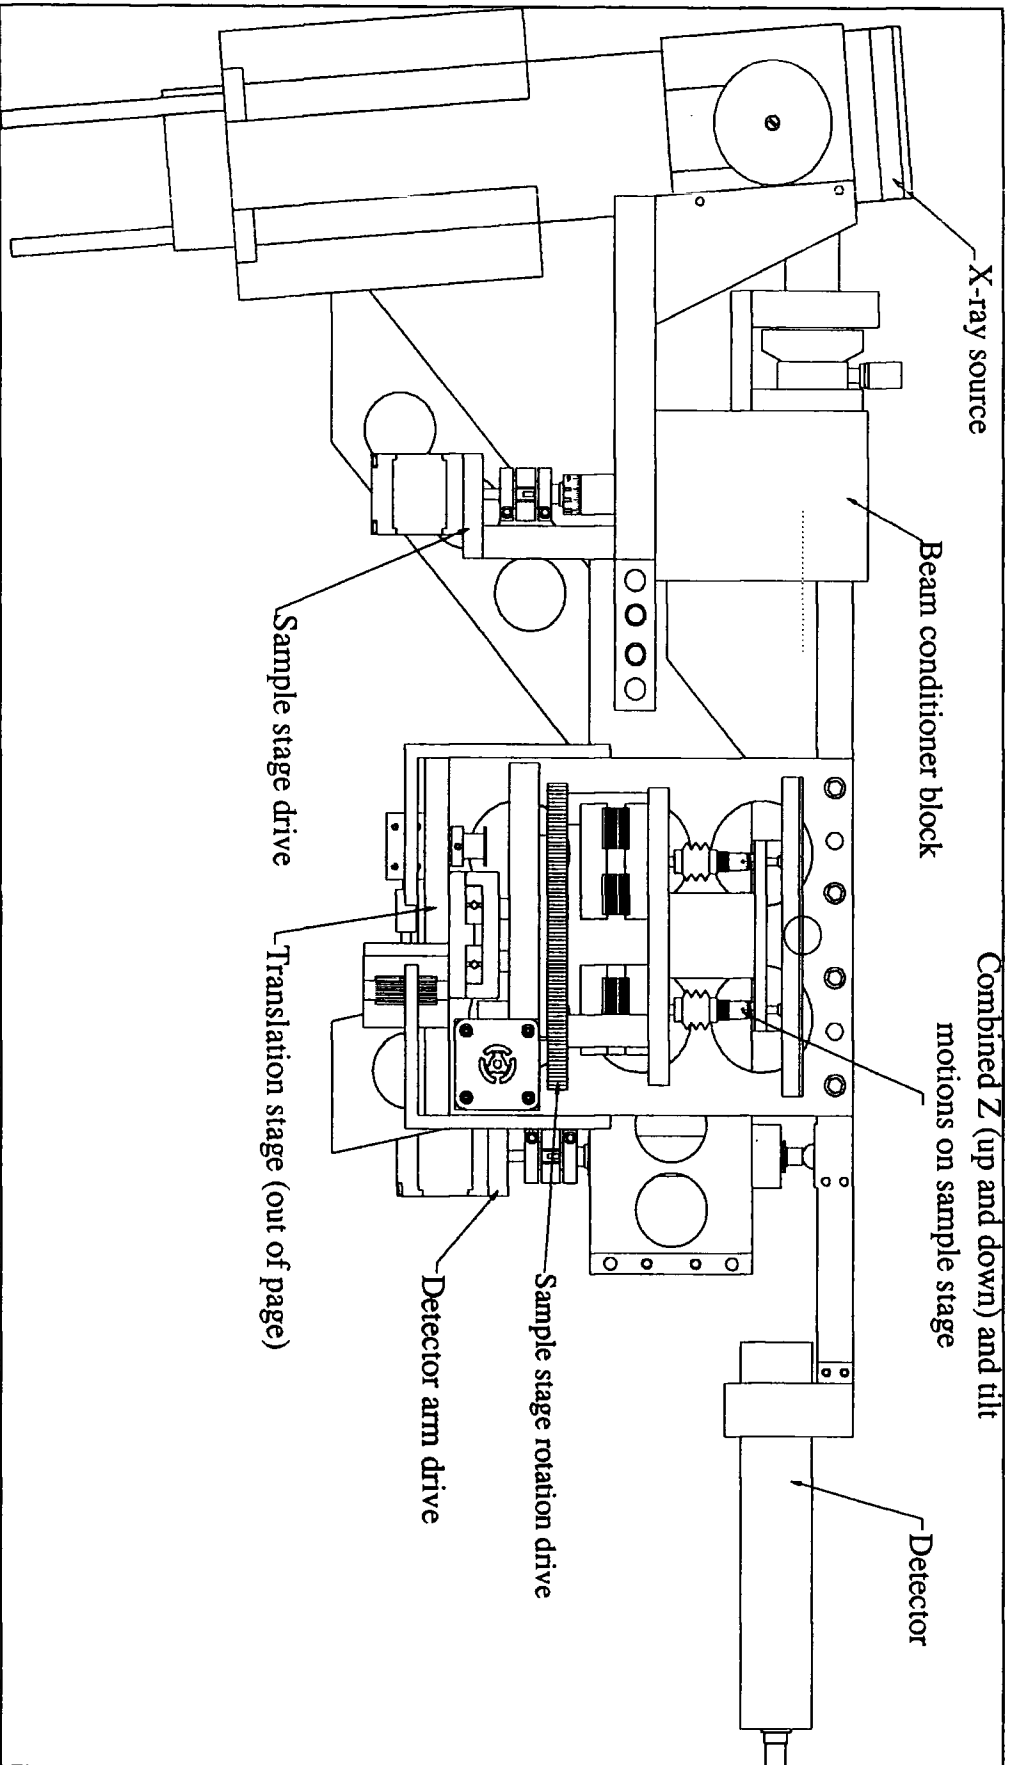 Combined Z (up and down) and tilt
motions on sample stage
X-ray source
Beam conditioner block
Detector
Sample stage drive
Translation stage (out of page)
Detector arm drive
Sample stage rotation drive